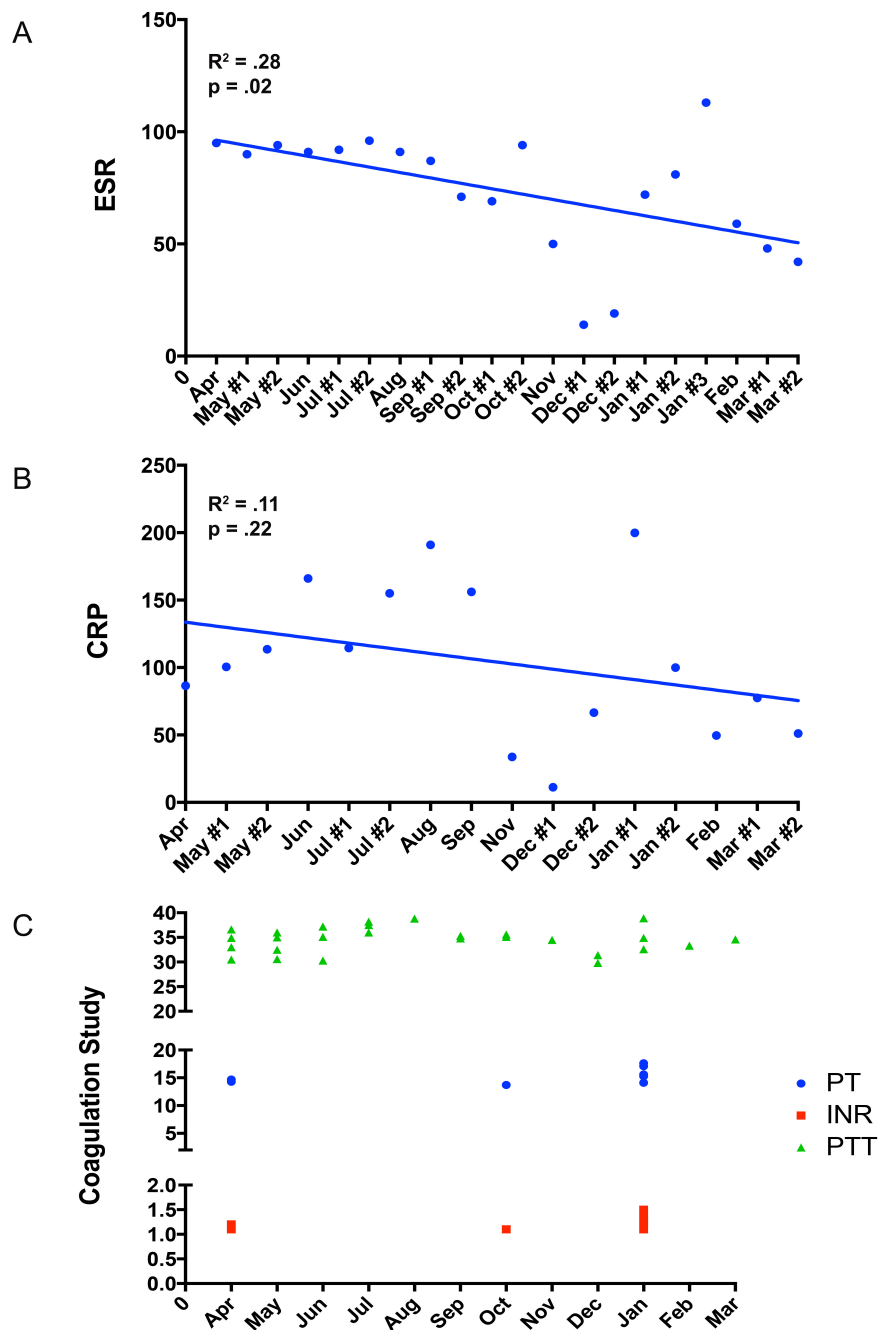 A
R² = .28
p = .02
ESR
150
100
50
0
0 Apr May #1 May #2 Jun Jul #1 Jul #2 Aug Sep #1 Sep #2 Oct #1 Oct #2 Nov Dec #1 Dec #2 Jan #1 Jan #2 Jan #3 Feb Mar #1 Mar #2
B
R² = .11
p = .22
CRP
250
200
150
100
50
0
Apr May #1 May #2 Jun Jul #1 Jul #2 Aug Sep Nov Dec #1 Dec #2 Jan #1 Jan #2 Feb Mar #1 Mar #2
C
Coagulation Study
40
35
30
25
20
20
15
10
5
2.0
1.5
1.0
0.5
0.0
0 Apr May Jun Jul Aug Sep Oct Nov Dec Jan Feb Mar
PT
INR
PTT